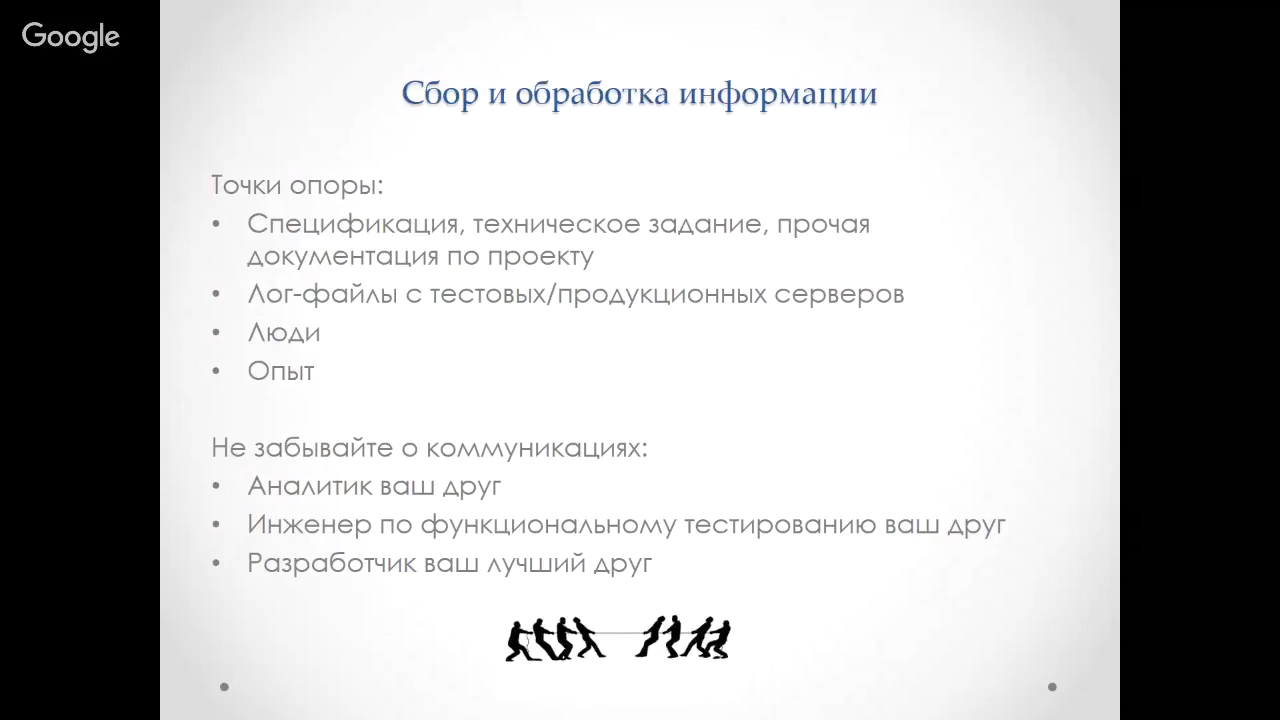 Google
Сбор и обработка информации
Точки опоры:
• Спецификация, техническое задание, прочая
документация по проекту
• Лог-файлы с тестовых/продукционных серверов
• Люди
• Опыт
Не забывайте о коммуникациях:
• Аналитик ваш друг
• Инженер по функциональному тестированию ваш друг
• Разработчик ваш лучший друг